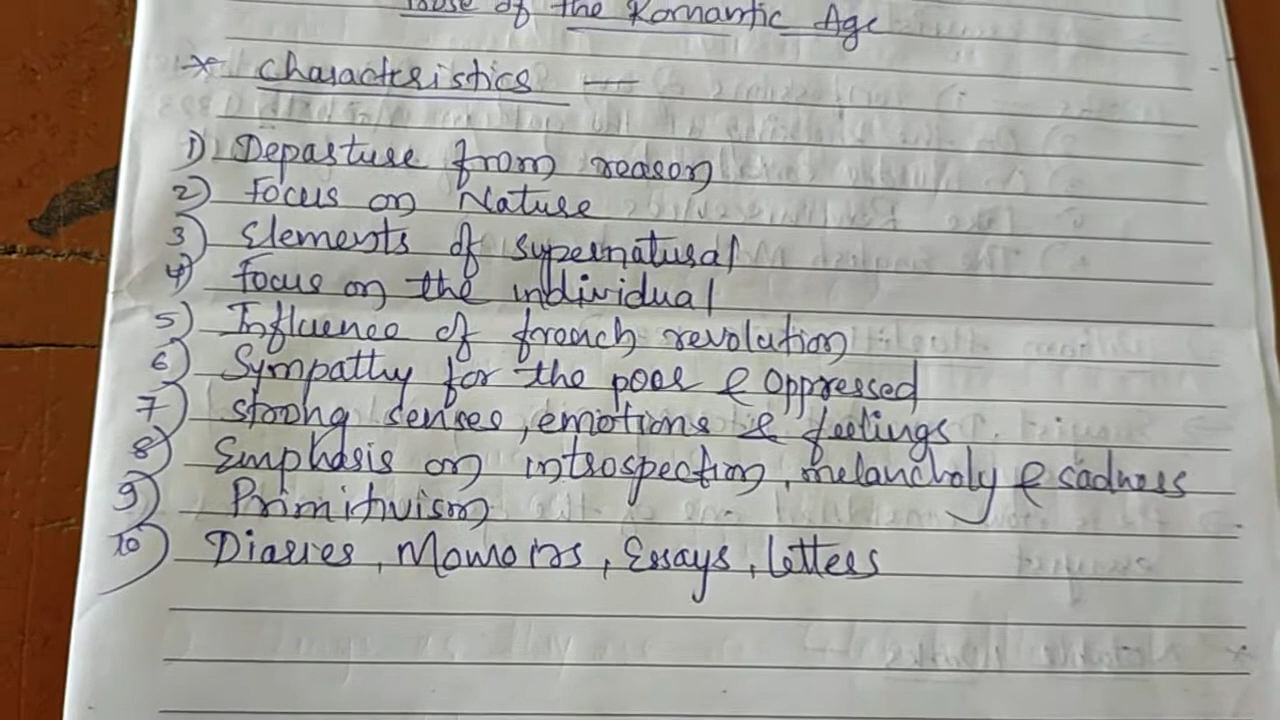 Prose of the Romantic Age
* Characteristics —
1) Departure from reason
2) Focus on Nature
3) Elements of supernatural
4) Focus on the individual
5) Influence of french revolution
6) Sympathy for the poor & oppressed
7) strong senses, emotions & feelings.
8) Emphasis on introspection, melancholy & sadness
9) Primitivism
10) Diaries, Memoirs, Essays, letters